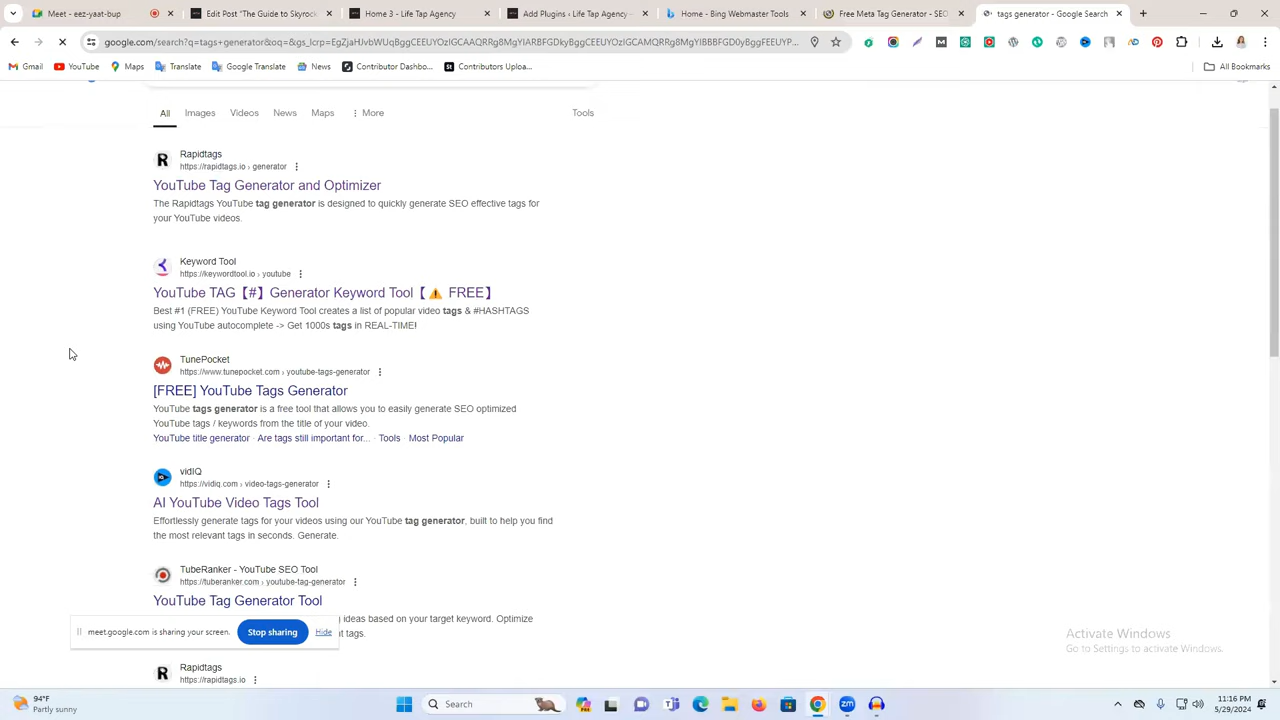 meet-eszt-pat-b
Rapidtags: Skyrocket
Home 3 ‹ Life Tap Agency
Add Plugins ‹ Life Tap Agency
Home - Bing Webmaster Tools
Free Meta Tag Generator - SEO
tags generator - Google Search
google.com/search?q=tags+generator&oq=&gs_lcrp=
Gmail
YouTube
Maps
Translate
Google Translate
News
Contributor Dashbo...
Contributors Uploa...
All Bookmarks
All
Images
Videos
News
Maps
More
Tools
Rapidtags
https://rapidtags.io › generator
YouTube Tag Generator and Optimizer
The Rapidtags YouTube tag generator is designed to quickly generate SEO effective tags for
your YouTube videos.
Keyword Tool
https://keywordtool.io › youtube
YouTube TAG【#】Generator Keyword Tool【⚠️ FREE】
Best #1 (FREE) YouTube Keyword Tool creates a list of popular video tags & #HASHTAGS
using YouTube autocomplete -> Get 1000s tags in REAL-TIME!
TunePocket
https://www.tunepocket.com › youtube-tags-generator
[FREE] YouTube Tags Generator
YouTube tags generator is a free tool that allows you to easily generate SEO optimized
YouTube tags / keywords from the title of your video.
YouTube title generator · Are tags still important for... · Tools · Most Popular
vidIQ
https://vidiq.com › video-tags-generator
AI YouTube Video Tags Tool
Effortlessly generate tags for your videos using our YouTube tag generator, built to help you find
the most relevant tags in seconds. Generate.
TubeRanker - YouTube SEO Tool
https://tuberanker.com › youtube-tag-generator
YouTube Tag Generator Tool
ideas based on your target keyword. Optimize
tags.
meet.google.com is sharing your screen.
Stop sharing
Hide
Rapidtags
https://rapidtags.io
Activate Windows
Go to Settings to activate Windows.
94°F
Partly sunny
Search
11:16 PM
5/29/2024